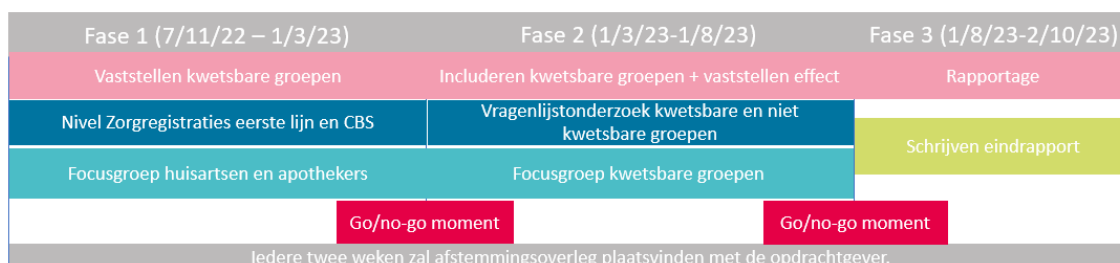 Fase 1 (7/11/22 – 1/3/23)
Fase 2 (1/3/23-1/8/23)
Fase 3 (1/8/23-2/10/23)
Vaststellen kwetsbare groepen
Includeren kwetsbare groepen + vaststellen effect
Rapportage
Nivel Zorgregistraties eerste lijn en CBS
Vragenlijstonderzoek kwetsbare en niet
kwetsbare groepen
Schrijven eindrapport
Focusgroep huisartsen en apothekers
Focusgroep kwetsbare groepen
Go/no-go moment
Go/no-go moment
Iedere twee weken zal afstemmingsoverleg plaatsvinden met de opdrachtgever.